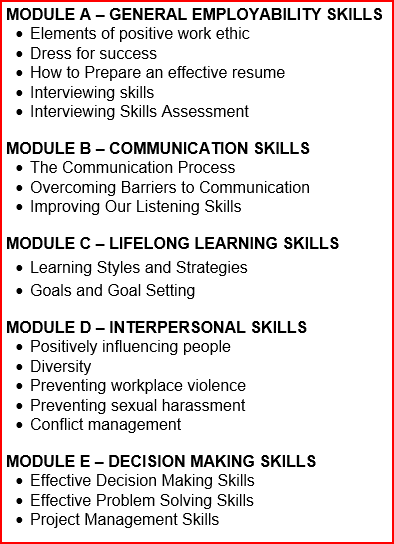 MODULE A – GENERAL EMPLOYABILITY SKILLS
• Elements of positive work ethic
• Dress for success
• How to Prepare an effective resume
• Interviewing skills
• Interviewing Skills Assessment
MODULE B – COMMUNICATION SKILLS
• The Communication Process
• Overcoming Barriers to Communication
• Improving Our Listening Skills
MODULE C – LIFELONG LEARNING SKILLS
• Learning Styles and Strategies
• Goals and Goal Setting
MODULE D – INTERPERSONAL SKILLS
• Positively influencing people
• Diversity
• Preventing workplace violence
• Preventing sexual harassment
• Conflict management
MODULE E – DECISION MAKING SKILLS
• Effective Decision Making Skills
• Effective Problem Solving Skills
• Project Management Skills